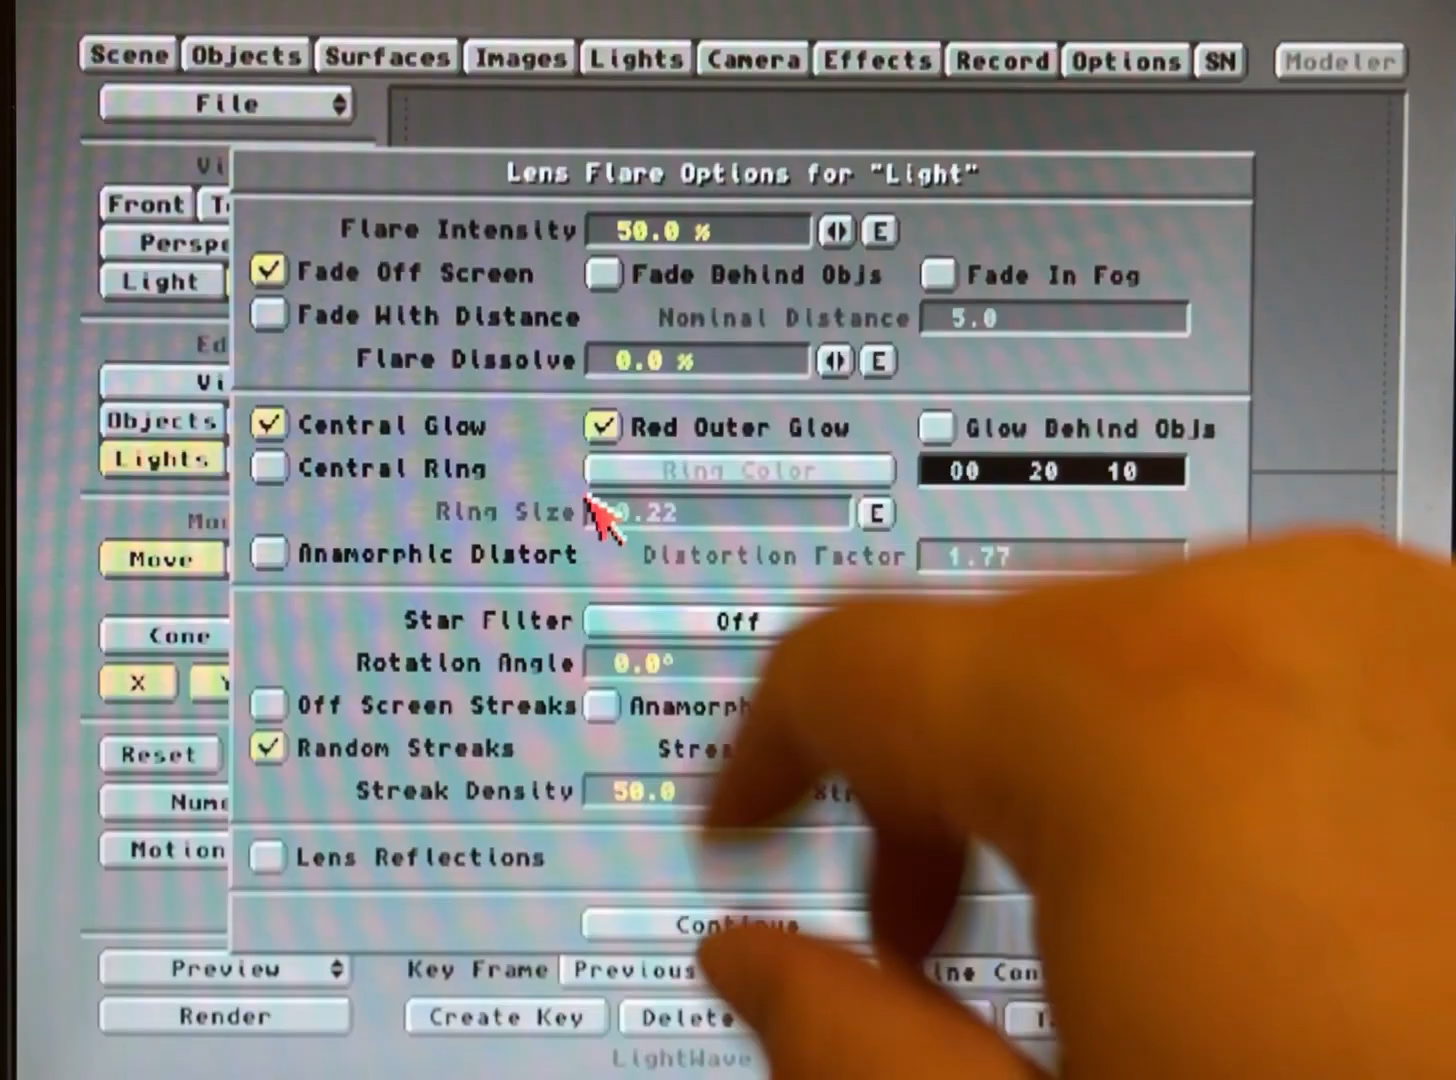 Scene Objects Surfaces Images Lights Camera Effects Record Options SN Modeler
File
Lens Flare Options for "Light"
Front
Flare Intensity 50.0 % E
Fade Off Screen Fade Behind Objs Fade In Fog
Light
Fade With Distance Nominal Distance 5.0
Flare Dissolve 0.0 % E
Objects
Central Glow Red Outer Glow Glow Behind Objs
Lights
Central Ring Ring Color 00 20 10
Ring Size 0.22 E
Move
Anamorphic Distort Distortion Factor 1.77
Star Filter Off
Cone
Rotation Angle 0.0°
X
Off Screen Streaks Anamorph
Random Streaks
Reset
Streak Density 50.0
Motion
Lens Reflections
Continue
Preview Key Frame Previous
Render Create Key Delete
LightWave